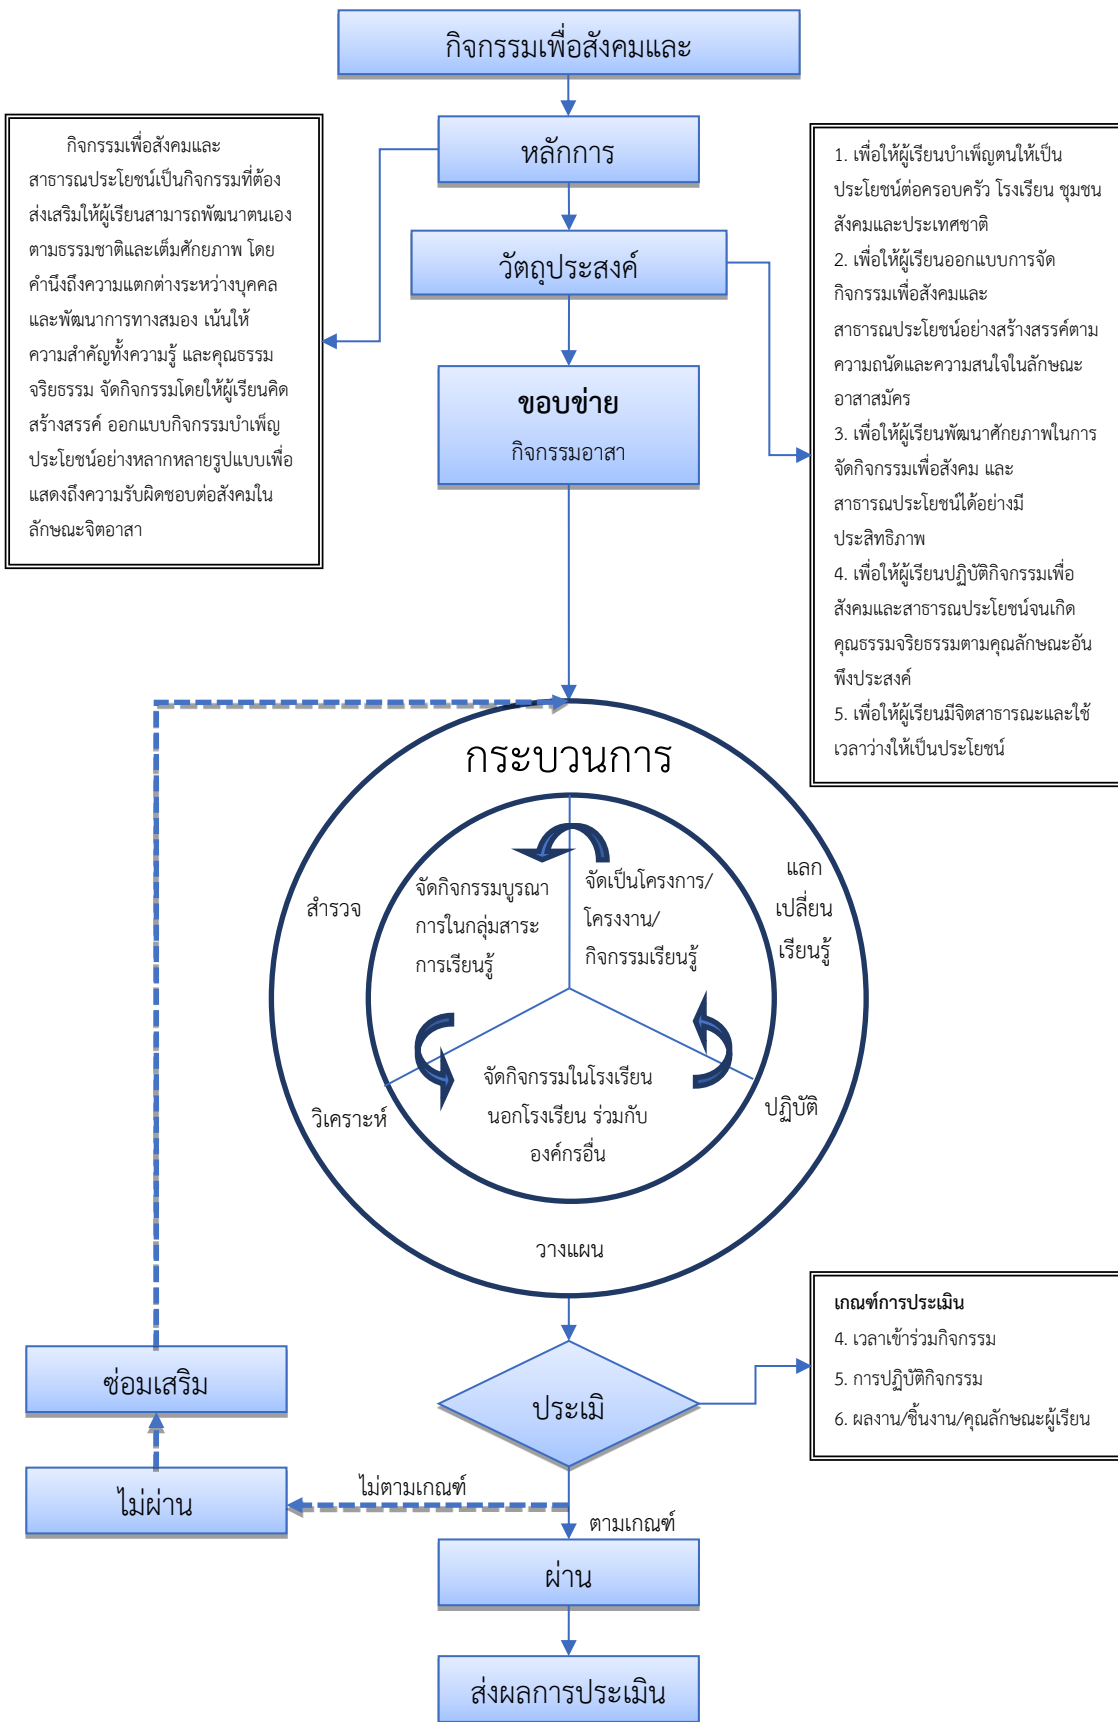 กิจกรรมเพื่อสังคมและ
หลักการ
วัตถุประสงค์
ขอบข่าย
กิจกรรมอาสา
กิจกรรมเพื่อสังคมและ
สาธารณประโยชน์เป็นกิจกรรมที่ต้อง
ส่งเสริมให้ผู้เรียนสามารถพัฒนาตนเอง
ตามธรรมชาติและเต็มศักยภาพ โดย
คำนึงถึงความแตกต่างระหว่างบุคคล
และพัฒนาการทางสมอง เน้นให้
ความสำคัญทั้งความรู้ และคุณธรรม
จริยธรรม จัดกิจกรรมโดยให้ผู้เรียนคิด
สร้างสรรค์ ออกแบบกิจกรรมบำเพ็ญ
ประโยชน์อย่างหลากหลายรูปแบบเพื่อ
แสดงถึงความรับผิดชอบต่อสังคมใน
ลักษณะจิตอาสา
1. เพื่อให้ผู้เรียนบำเพ็ญตนให้เป็น
ประโยชน์ต่อครอบครัว โรงเรียน ชุมชน
สังคมและประเทศชาติ
2. เพื่อให้ผู้เรียนออกแบบการจัด
กิจกรรมเพื่อสังคมและ
สาธารณประโยชน์อย่างสร้างสรรค์ตาม
ความถนัดและความสนใจในลักษณะ
อาสาสมัคร
3. เพื่อให้ผู้เรียนพัฒนาศักยภาพในการ
จัดกิจกรรมเพื่อสังคม และ
สาธารณประโยชน์ได้อย่างมี
ประสิทธิภาพ
4. เพื่อให้ผู้เรียนปฏิบัติกิจกรรมเพื่อ
สังคมและสาธารณประโยชน์จนเกิด
คุณธรรมจริยธรรมตามคุณลักษณะอัน
พึงประสงค์
5. เพื่อให้ผู้เรียนมีจิตสาธารณะและใช้
เวลาว่างให้เป็นประโยชน์
กระบวนการ
สำรวจ
วิเคราะห์
วางแผน
ปฏิบัติ
แลก
เปลี่ยน
เรียนรู้
จัดกิจกรรมบูรณา
การในกลุ่มสาระ
การเรียนรู้
จัดเป็นโครงการ/
โครงงาน/
กิจกรรมเรียนรู้
จัดกิจกรรมในโรงเรียน
นอกโรงเรียน ร่วมกับ
องค์กรอื่น
ประเมิ
เกณฑ์การประเมิน
4. เวลาเข้าร่วมกิจกรรม
5. การปฏิบัติกิจกรรม
6. ผลงาน/ชิ้นงาน/คุณลักษณะผู้เรียน
ซ่อมเสริม
ไม่ผ่าน
ไม่ตามเกณฑ์
ตามเกณฑ์
ผ่าน
ส่งผลการประเมิน